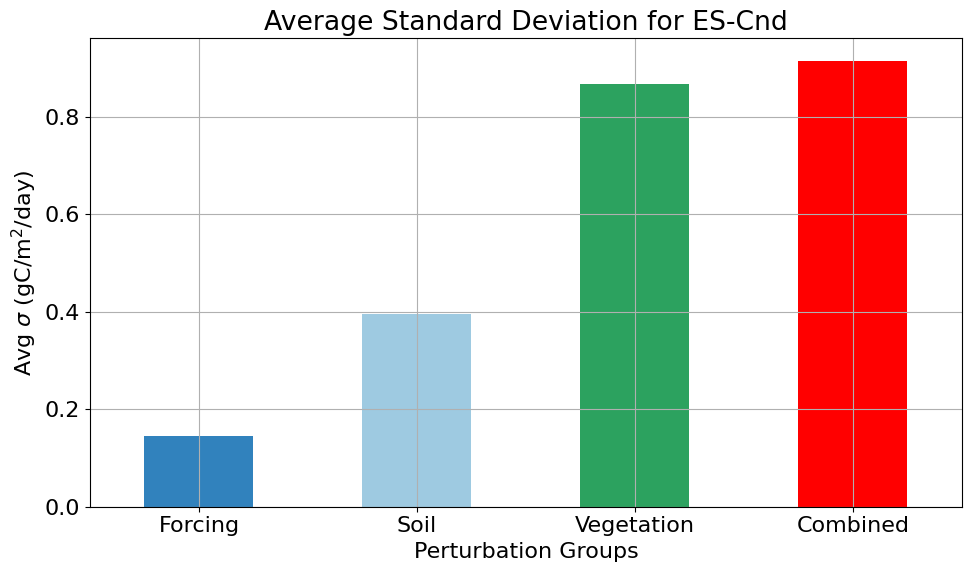 Average Standard Deviation for ES-Cnd
Avg σ (gC/m²/day)
0.8
0.6
0.4
0.2
0.0
Forcing Soil Vegetation Combined
Perturbation Groups